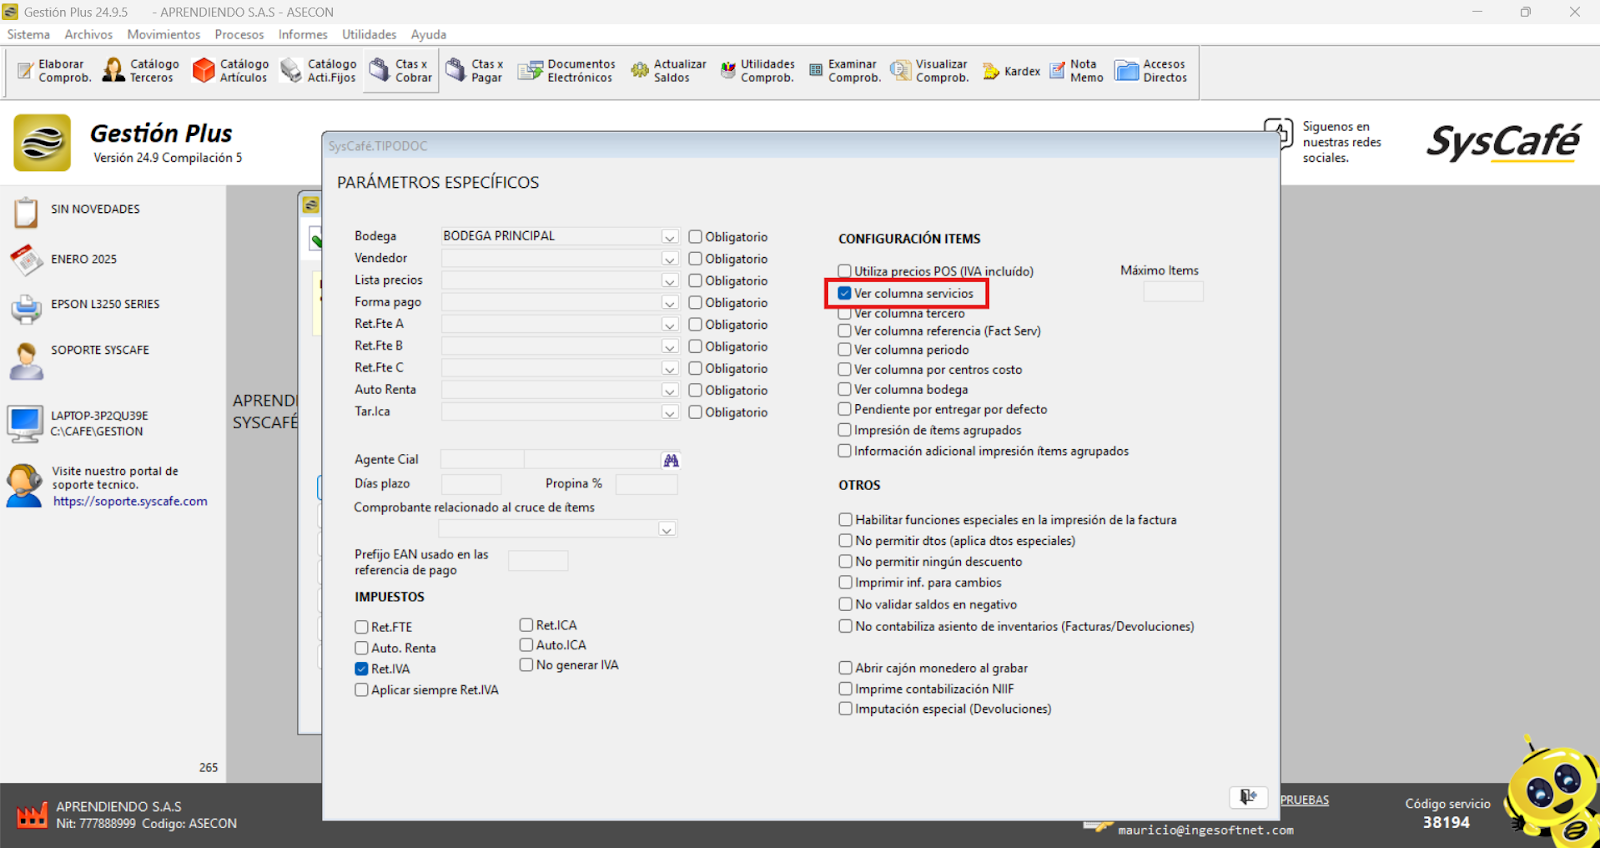 Gestión Plus 24.9.5 - APRENDIENDO S.A.S - ASECON
Sistema Archivos Movimientos Procesos Informes Utilidades Ayuda
Elaborar Comprob.
Catálogo Terceros
Catálogo Artículos
Catálogo Acti.Fijos
Ctas x Cobrar
Ctas x Pagar
Documentos Electrónicos
Actualizar Saldos
Utilidades Comprob.
Examinar Comprob.
Visualizar Comprob.
Kardex
Nota Memo
Accesos Directos
Gestión Plus
Versión 24.9 Compilación 5
Siguenos en
nuestras redes
sociales.
SysCafé
SIN NOVEDADES
ENERO 2025
EPSON L3250 SERIES
SOPORTE SYSCAFE
LAPTOP-3P2QU39E
C:\CAFE\GESTION
Visite nuestro portal de
soporte tecnico.
https://soporte.syscafe.com
265
APRENDI
SYSCAFÉ
SysCafé.TIPODOC
PARÁMETROS ESPECÍFICOS
Bodega BODEGA PRINCIPAL Obligatorio
Vendedor Obligatorio
Lista precios Obligatorio
Forma pago Obligatorio
Ret.Fte A Obligatorio
Ret.Fte B Obligatorio
Ret.Fte C Obligatorio
Auto Renta Obligatorio
Tar.Ica Obligatorio
Agente Cial
Días plazo Propina %
Comprobante relacionado al cruce de ítems
Prefijo EAN usado en las
referencia de pago
IMPUESTOS
Ret.FTE Ret.ICA
Auto. Renta Auto.ICA
Ret.IVA No generar IVA
Aplicar siempre Ret.IVA
CONFIGURACIÓN ITEMS
Utiliza precios POS (IVA incluído) Máximo Items
Ver columna servicios
Ver columna tercero
Ver columna referencia (Fact Serv)
Ver columna periodo
Ver columna por centros costo
Ver columna bodega
Pendiente por entregar por defecto
Impresión de ítems agrupados
Información adicional impresión ítems agrupados
OTROS
Habilitar funciones especiales en la impresión de la factura
No permitir dtos (aplica dtos especiales)
No permitir ningún descuento
Imprimir inf. para cambios
No validar saldos en negativo
No contabiliza asiento de inventarios (Facturas/Devoluciones)
Abrir cajón monedero al grabar
Imprime contabilización NIIF
Imputación especial (Devoluciones)
APRENDIENDO S.A.S
Nit: 777888999 Codigo: ASECON
PRUEBAS
mauricio@ingesoftnet.com
Código servicio
38194